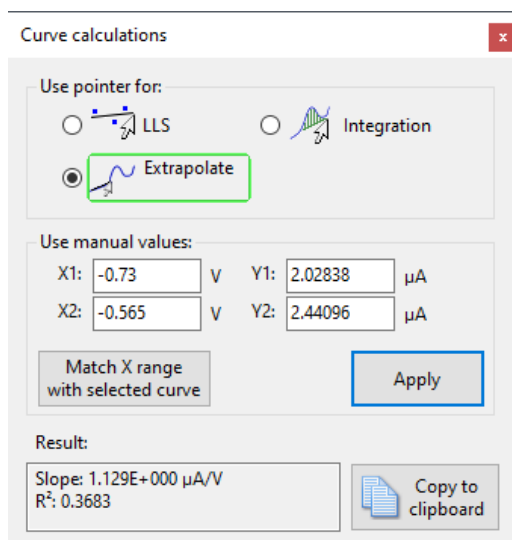 Curve calculations
x
Use pointer for:
LLS
Integration
Extrapolate
Use manual values:
X1: -0.73 V Y1: 2.02838 µA
X2: -0.565 V Y2: 2.44096 µA
Match X range
with selected curve
Apply
Result:
Slope: 1.129E+000 µA/V
R²: 0.3683
Copy to
clipboard